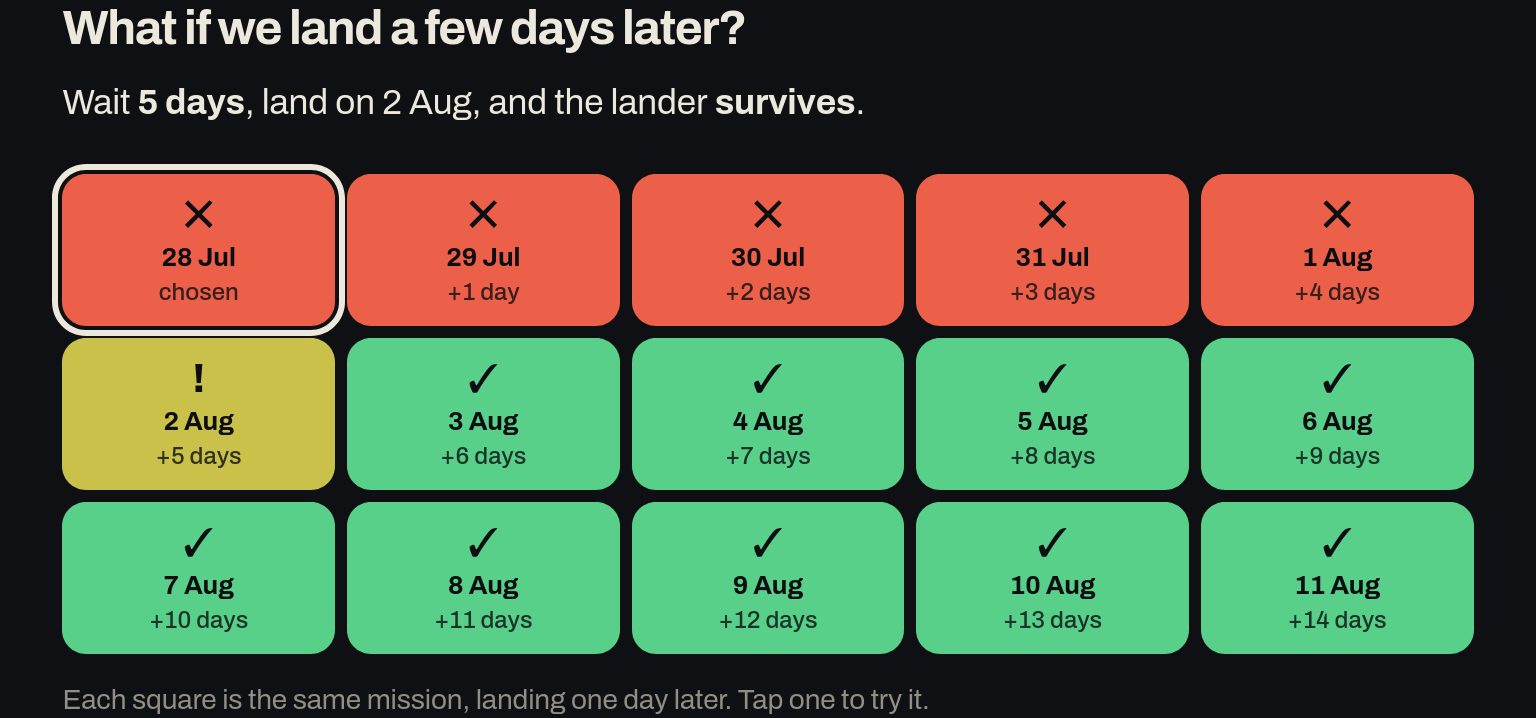 What if we land a few days later?
Wait 5 days, land on 2 Aug, and the lander survives.
✕ ✕ ✕ ✕ ✕
28 Jul 29 Jul 30 Jul 31 Jul 1 Aug
chosen +1 day +2 days +3 days +4 days
! ✓ ✓ ✓ ✓
2 Aug 3 Aug 4 Aug 5 Aug 6 Aug
+5 days +6 days +7 days +8 days +9 days
✓ ✓ ✓ ✓ ✓
7 Aug 8 Aug 9 Aug 10 Aug 11 Aug
+10 days +11 days +12 days +13 days +14 days
Each square is the same mission, landing one day later. Tap one to try it.